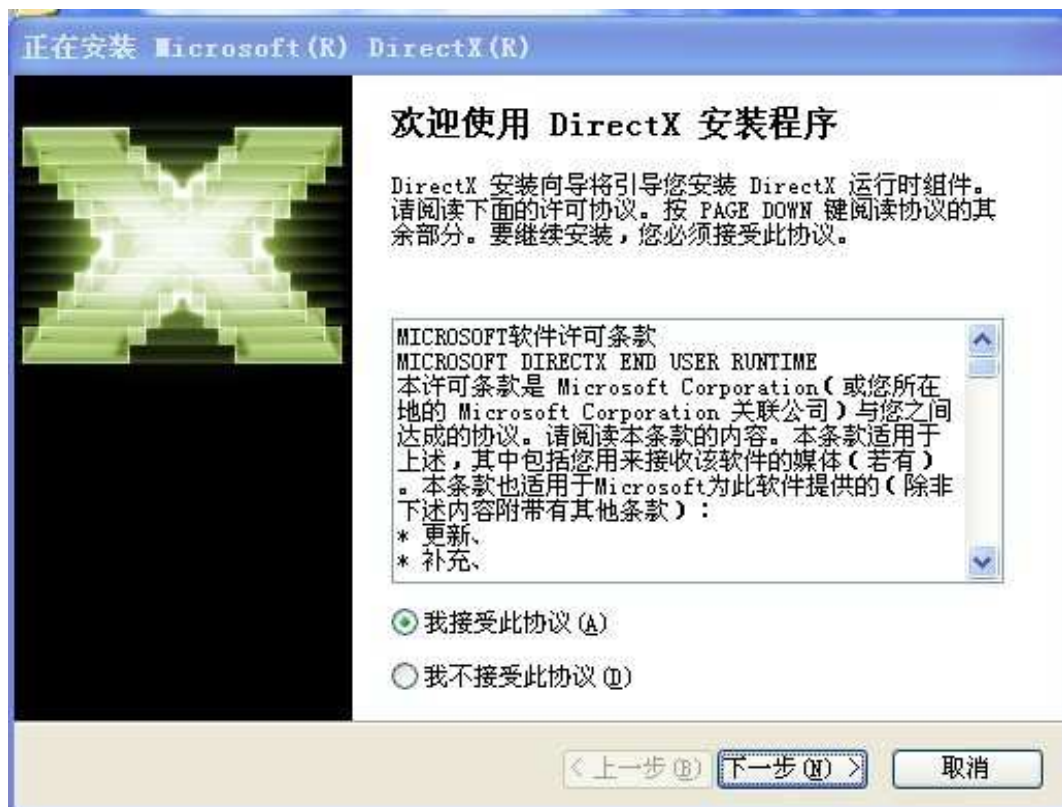 正在安装 Microsoft(R) DirectX(R)
欢迎使用 DirectX 安装程序
DirectX 安装向导将引导您安装 DirectX 运行时组件。
请阅读下面的许可协议。按 PAGE DOWN 键阅读协议的其
余部分。要继续安装，您必须接受此协议。
MICROSOFT软件许可条款
MICROSOFT DIRECTX END USER RUNTIME
本许可条款是 Microsoft Corporation（或您所在
地的 Microsoft Corporation 关联公司）与您之间
达成的协议。请阅读本条款的内容。本条款适用于
上述，其中包括您用来接收该软件的媒体（若有）
。本条款也适用于Microsoft为此软件提供的（除非
下述内容附带有其他条款）：
* 更新、
* 补充、
我接受此协议(A)
我不接受此协议(D)
< 上一步(B) 下一步(N) > 取消